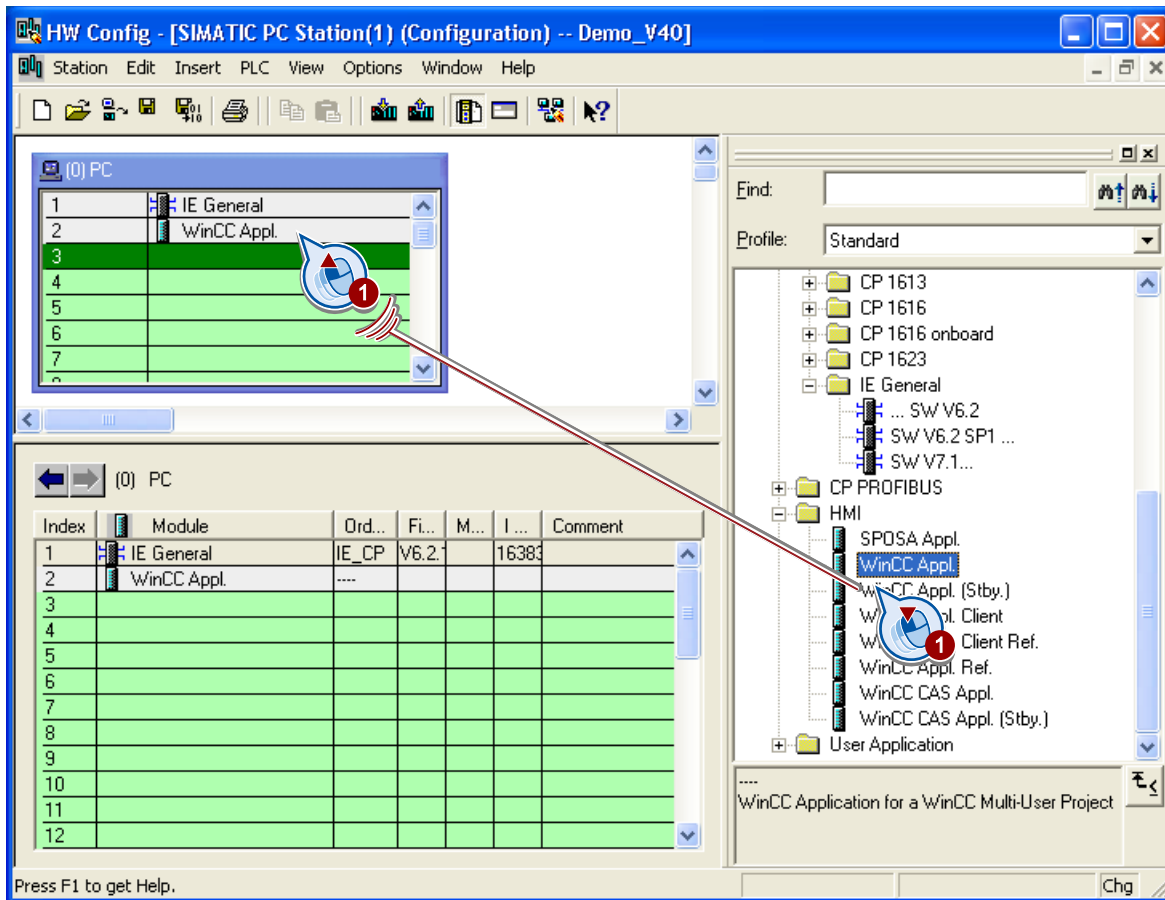 HW Config - [SIMATIC PC Station(1) (Configuration) -- Demo_V40]
Station Edit Insert PLC View Options Window Help
(0) PC
1 IE General
2 WinCC Appl.
3
4
5
6
7
1
Find:
Profile: Standard
CP 1613
CP 1616
CP 1616 onboard
CP 1623
IE General
... SW V6.2
SW V6.2 SP1 ...
SW V7.1...
CP PROFIBUS
HMI
SPOSA Appl.
WinCC Appl.
WinCC Appl. (Stby.)
Client
1
Client Ref.
WinCC Appl. Ref.
WinCC CAS Appl.
WinCC CAS Appl. (Stby.)
User Application
----
WinCC Application for a WinCC Multi-User Project
(0) PC
Index Module Ord... Fi... M... I ... Comment
1 IE General IE_CP V6.2. 16383
2 WinCC Appl. ----
3
4
5
6
7
8
9
10
11
12
Press F1 to get Help.
Chg